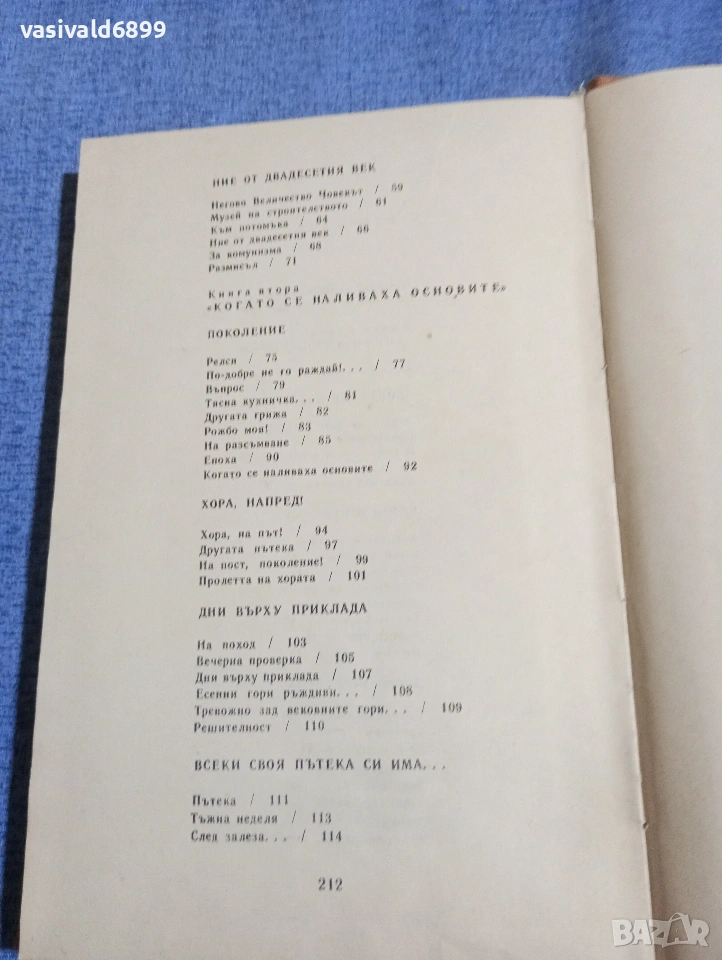 vasivald6899
НИЕ ОТ ДВАДЕСЕТИЯ ВЕК
Негово Величество Човекът / 59
Музей на строителството / 61
Към потомъка / 64
Ние от двадесетия век / 66
За комунизма / 68
Размисъл / 71
Книга втора
«КОГАТО СЕ НАЛИВАХА ОСНОВИТЕ»
ПОКОЛЕНИЕ
Релси / 75
По-добре не го раждай!... / 77
Въпрос / 79
Тясна кухничка... / 81
Другата грижа / 82
Рожбо моя! / 83
На разсъмване / 85
Епоха / 90
Когато се наливаха основите / 92
ХОРА, НАПРЕД!
Хора, на път! / 94
Другата пътека / 97
На пост, поколение! / 99
Пролетта на хората / 101
ДНИ ВЪРХУ ПРИКЛАДА
На поход / 103
Вечерна проверка / 105
Дни върху приклада / 107
Есенни гори ръждиви... / 108
Тревожно зад вековните гори... / 109
Решителност / 110
ВСЕКИ СВОЯ ПЪТЕКА СИ ИМА...
Пътека / 111
Тъжна неделя / 113
След залеза... / 114
212
BAZAR